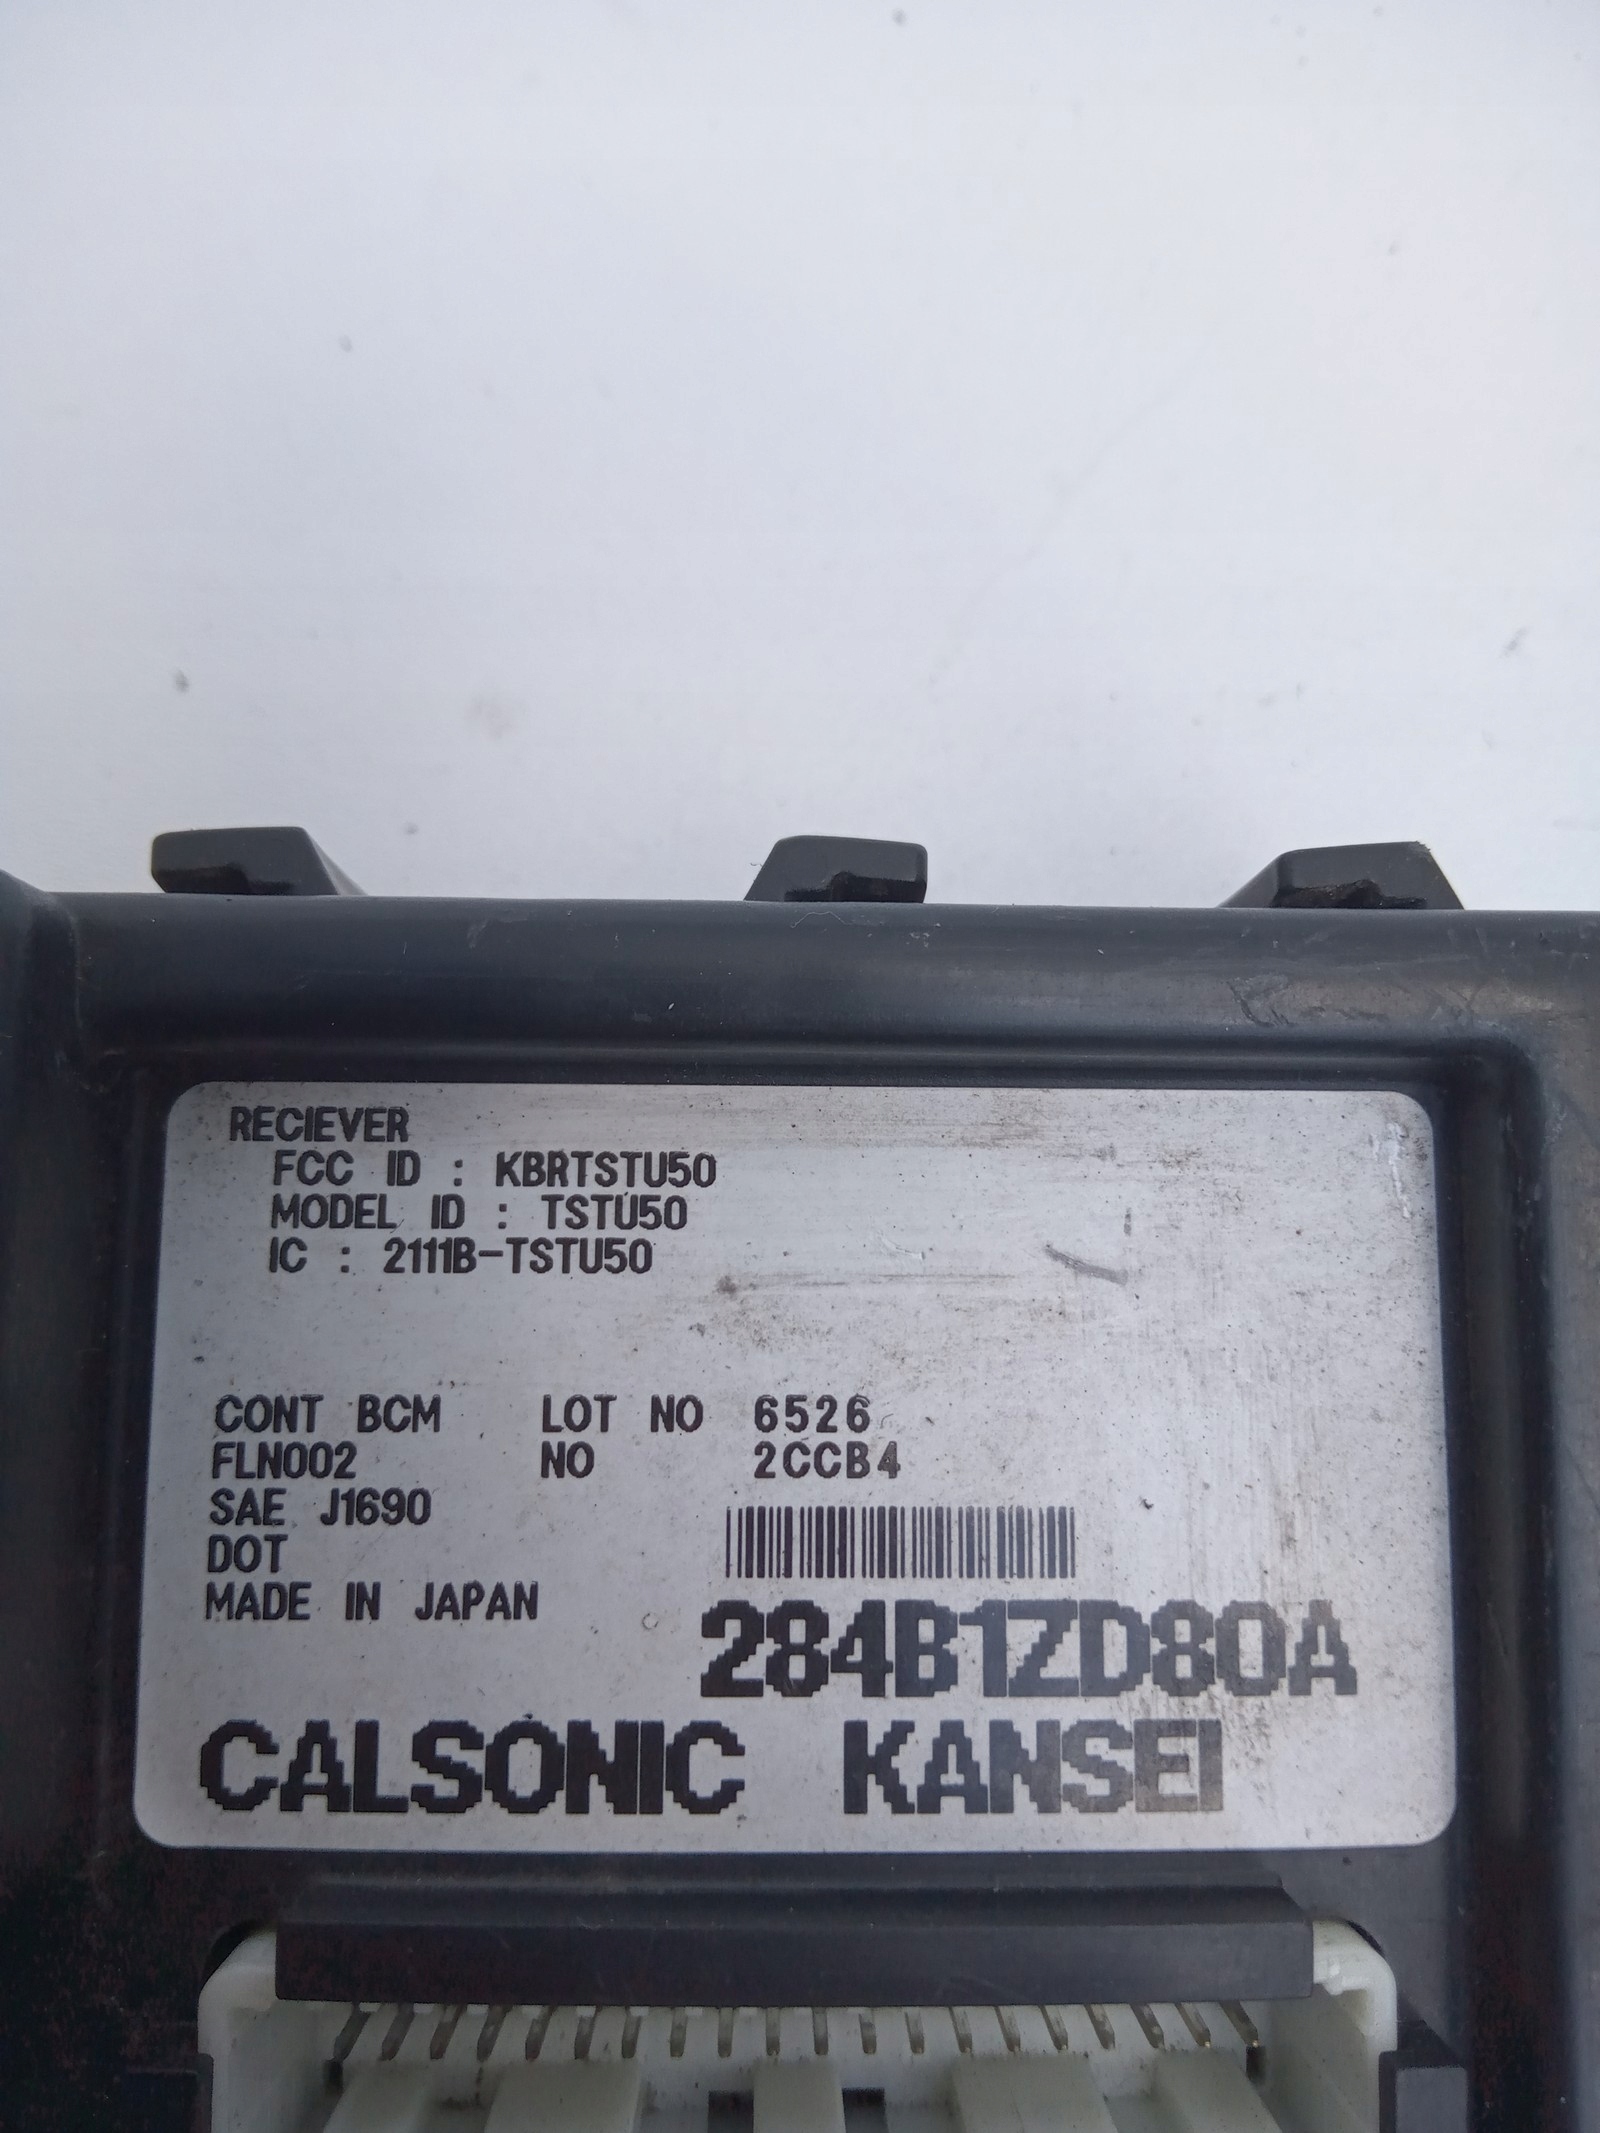 RECIEVER
FCC ID : KBRTSTU50
MODEL ID : TSTU50
IC : 2111B-TSTU50
CONT BCM LOT NO 6526
FLN002 NO 2CCB4
SAE J1690
DOT
MADE IN JAPAN
284B1ZD80A
CALSONIC KANSEI